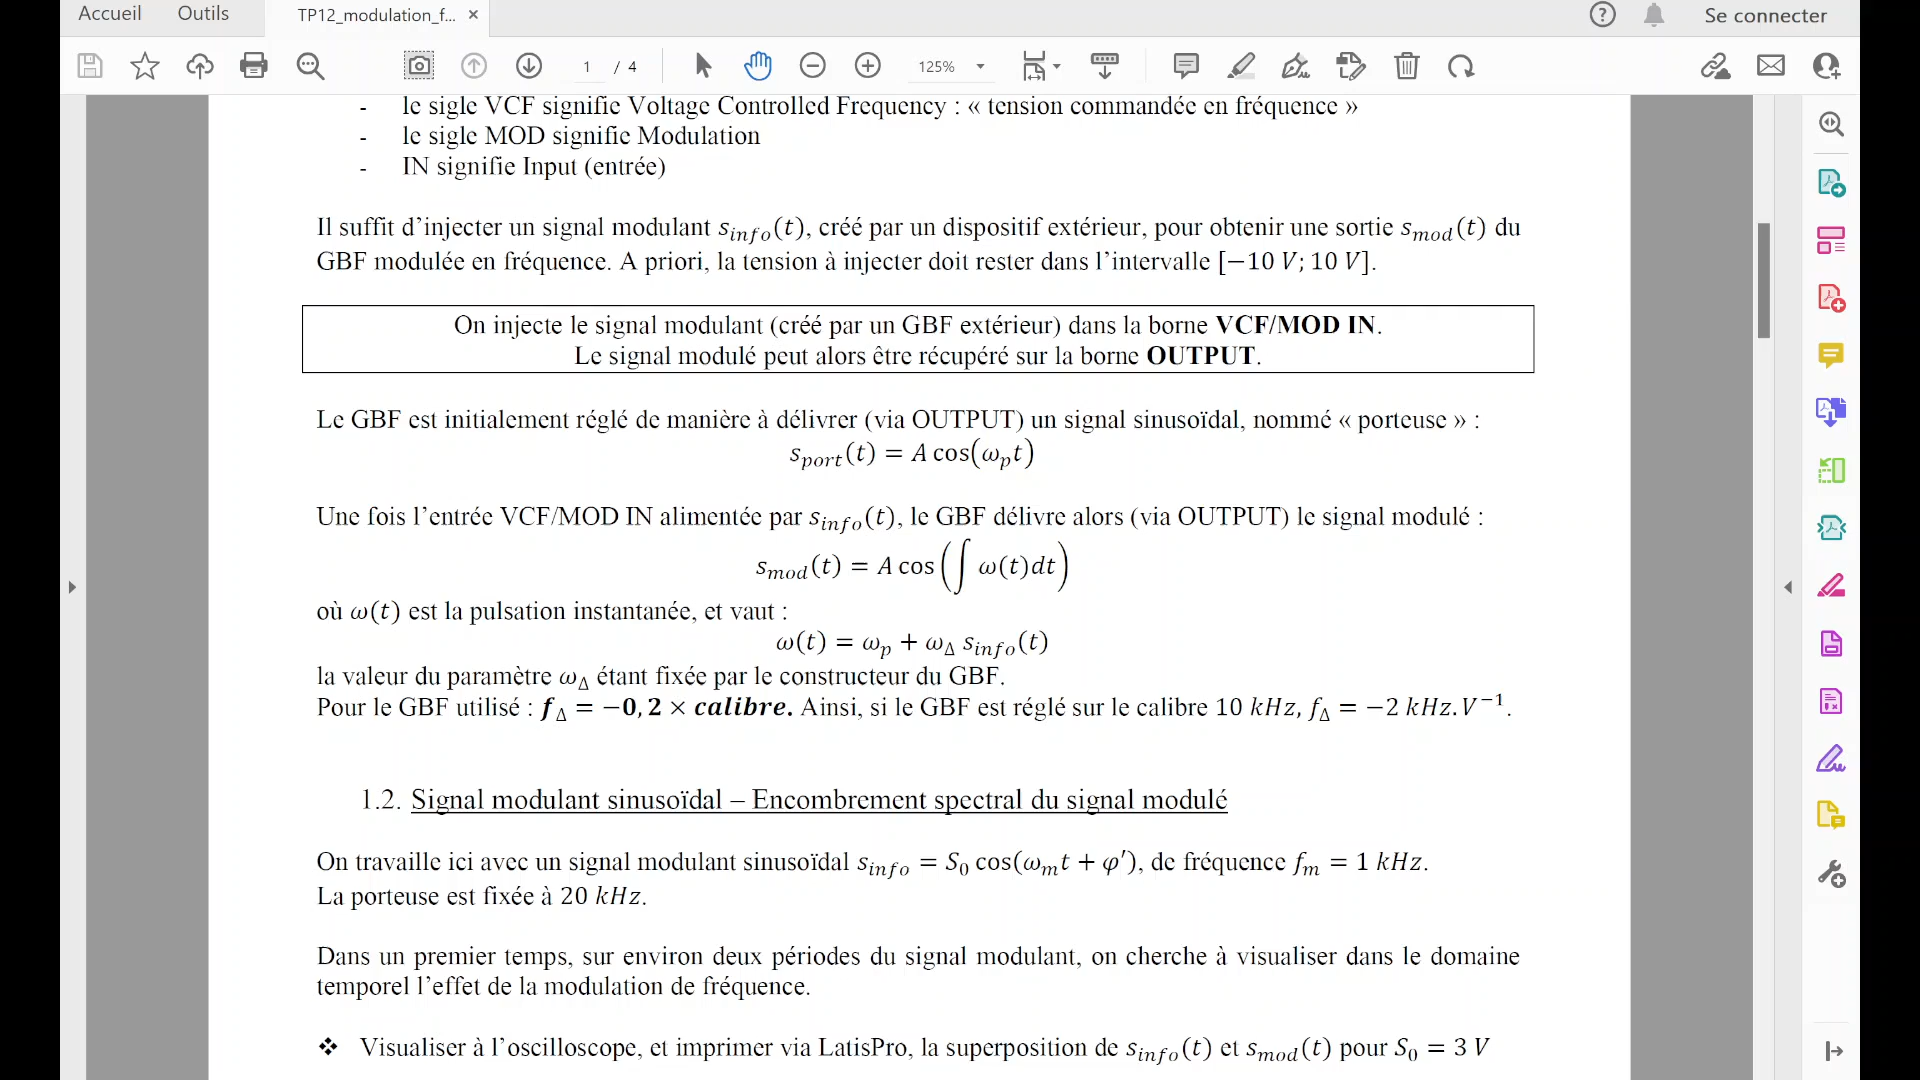 Accueil Outils TP12_modulation_f... × Se connecter
1 / 4 125%
- le sigle VCF signifie Voltage Controlled Frequency : « tension commandée en fréquence »
- le sigle MOD signifie Modulation
- IN signifie Input (entrée)
Il suffit d’injecter un signal modulant s_info(t), créé par un dispositif extérieur, pour obtenir une sortie s_mod(t) du
GBF modulée en fréquence. A priori, la tension à injecter doit rester dans l’intervalle [−10 V; 10 V].
On injecte le signal modulant (créé par un GBF extérieur) dans la borne VCF/MOD IN.
Le signal modulé peut alors être récupéré sur la borne OUTPUT.
Le GBF est initialement réglé de manière à délivrer (via OUTPUT) un signal sinusoïdal, nommé « porteuse » :
s_port(t) = A cos(ω_p t)
Une fois l’entrée VCF/MOD IN alimentée par s_info(t), le GBF délivre alors (via OUTPUT) le signal modulé :
s_mod(t) = A cos(∫ ω(t)dt)
où ω(t) est la pulsation instantanée, et vaut :
ω(t) = ω_p + ω_Δ s_info(t)
la valeur du paramètre ω_Δ étant fixée par le constructeur du GBF.
Pour le GBF utilisé : f_Δ = −0,2 × calibre. Ainsi, si le GBF est réglé sur le calibre 10 kHz, f_Δ = −2 kHz.V⁻¹.
1.2. Signal modulant sinusoïdal – Encombrement spectral du signal modulé
On travaille ici avec un signal modulant sinusoïdal s_info = S₀ cos(ω_m t + φ′), de fréquence f_m = 1 kHz.
La porteuse est fixée à 20 kHz.
Dans un premier temps, sur environ deux périodes du signal modulant, on cherche à visualiser dans le domaine
temporel l’effet de la modulation de fréquence.
❖ Visualiser à l’oscilloscope, et imprimer via LatisPro, la superposition de s_info(t) et s_mod(t) pour S₀ = 3 V